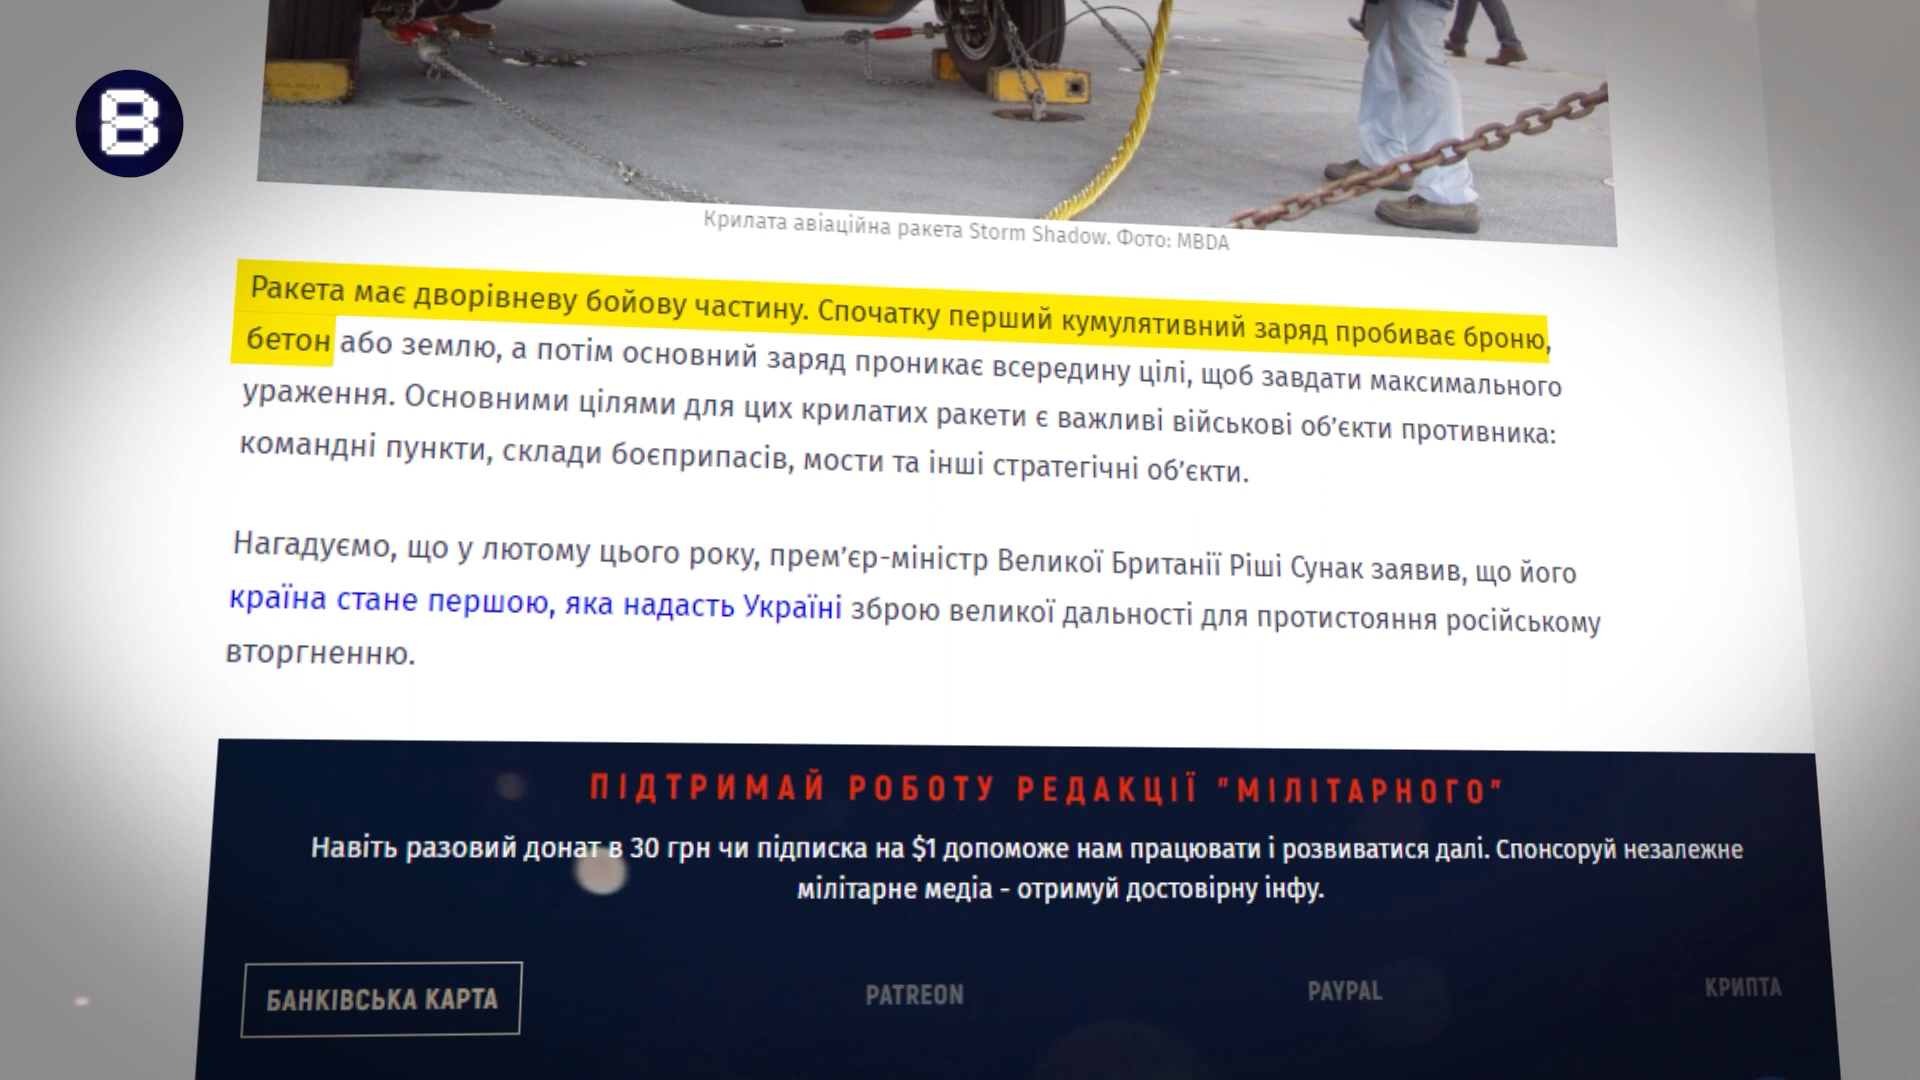 B
Крилата авіаційна ракета Storm Shadow. Фото: MBDA
Ракета має дворівневу бойову частину. Спочатку перший кумулятивний заряд пробиває броню,
бетон або землю, а потім основний заряд проникає всередину цілі, щоб завдати максимального
ураження. Основними цілями для цих крилатих ракети є важливі військові об’єкти противника:
командні пункти, склади боєприпасів, мости та інші стратегічні об’єкти.
Нагадуємо, що у лютому цього року, прем’єр-міністр Великої Британії Ріші Сунак заявив, що його
країна стане першою, яка надасть Україні зброю великої дальності для протистояння російському
вторгненню.
ПІДТРИМАЙ РОБОТУ РЕДАКЦІЇ "МІЛІТАРНОГО"
Навіть разовий донат в 30 грн чи підписка на $1 допоможе нам працювати і розвиватися далі. Спонсоруй незалежне
мілітарне медіа - отримуй достовірну інфу.
БАНКІВСЬКА КАРТА
PATREON
PAYPAL
КРИПТА